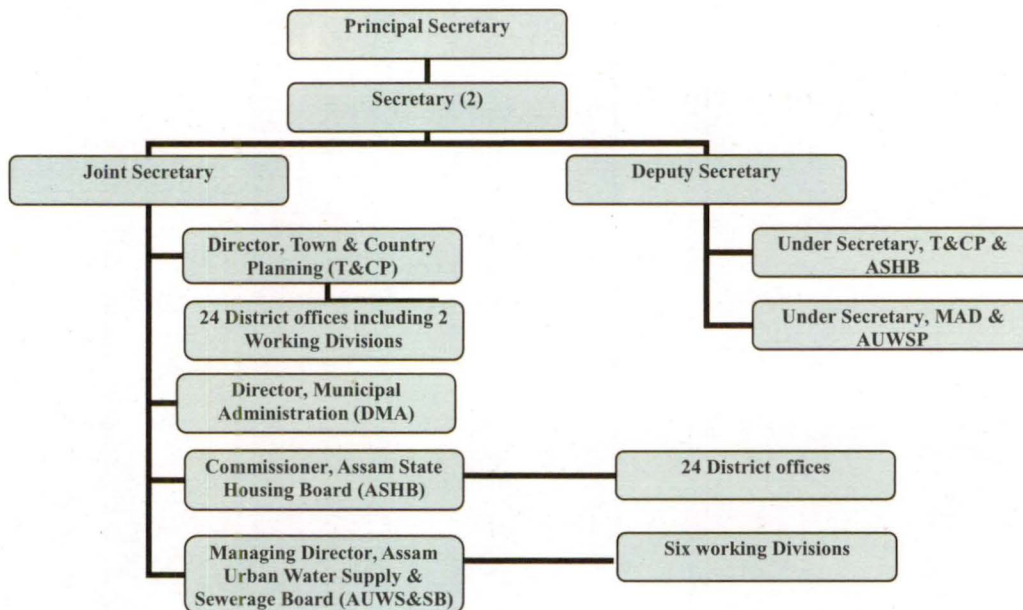 Principal Secretary
Secretary (2)
Joint Secretary
Deputy Secretary
Director, Town & Country
Planning (T&CP)
24 District offices including 2
Working Divisions
Director, Municipal
Administration (DMA)
Commissioner, Assam State
Housing Board (ASHB)
24 District offices
Managing Director, Assam
Urban Water Supply &
Sewerage Board (AUWS&SB)
Six working Divisions
Under Secretary, T&CP &
ASHB
Under Secretary, MAD &
AUWSP